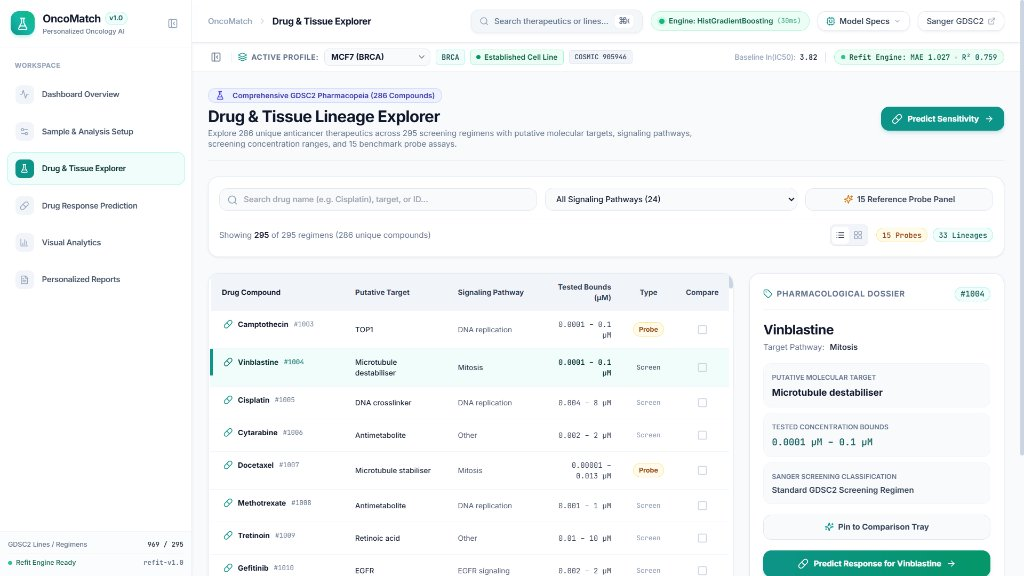 OncoMatch v1.0
Personalized Oncology AI
WORKSPACE
Dashboard Overview
Sample & Analysis Setup
Drug & Tissue Explorer
Drug Response Prediction
Visual Analytics
Personalized Reports
GDSC2 Lines / Regimens 969 / 295
Refit Engine Ready refit-v1.0
OncoMatch > Drug & Tissue Explorer
Search therapeutics or lines... ⌘K
Engine: HistGradientBoosting (30ms)
Model Specs
Sanger GDSC2
ACTIVE PROFILE: MCF7 (BRCA) BRCA Established Cell Line COSMIC 905946
Baseline ln(IC50): 3.82 Refit Engine: MAE 1.027 · R² 0.759
Comprehensive GDSC2 Pharmacopeia (286 Compounds)
Drug & Tissue Lineage Explorer
Explore 286 unique anticancer therapeutics across 295 screening regimens with putative molecular targets, signaling pathways,
screening concentration ranges, and 15 benchmark probe assays.
Predict Sensitivity →
Search drug name (e.g. Cisplatin), target, or ID...
All Signaling Pathways (24)
15 Reference Probe Panel
Showing 295 of 295 regimens (286 unique compounds)
15 Probes 33 Lineages
Drug Compound Putative Target Signaling Pathway Tested Bounds (µM) Type Compare
Camptothecin #1003 TOP1 DNA replication 0.0001 – 0.1 µM Probe
Vinblastine #1004 Microtubule destabiliser Mitosis 0.0001 – 0.1 µM Screen
Cisplatin #1005 DNA crosslinker DNA replication 0.004 – 8 µM Screen
Cytarabine #1006 Antimetabolite Other 0.002 – 2 µM Screen
Docetaxel #1007 Microtubule stabiliser Mitosis 0.00001 – 0.013 µM Probe
Methotrexate #1008 Antimetabolite DNA replication 0.001 – 1 µM Screen
Tretinoin #1009 Retinoic acid Other 0.01 – 10 µM Screen
Gefitinib #1010 EGFR EGFR signaling 0.002 – 2 µM Screen
PHARMACOLOGICAL DOSSIER #1004
Vinblastine
Target Pathway: Mitosis
PUTATIVE MOLECULAR TARGET
Microtubule destabiliser
TESTED CONCENTRATION BOUNDS
0.0001 µM – 0.1 µM
SANGER SCREENING CLASSIFICATION
Standard GDSC2 Screening Regimen
Pin to Comparison Tray
Predict Response for Vinblastine →